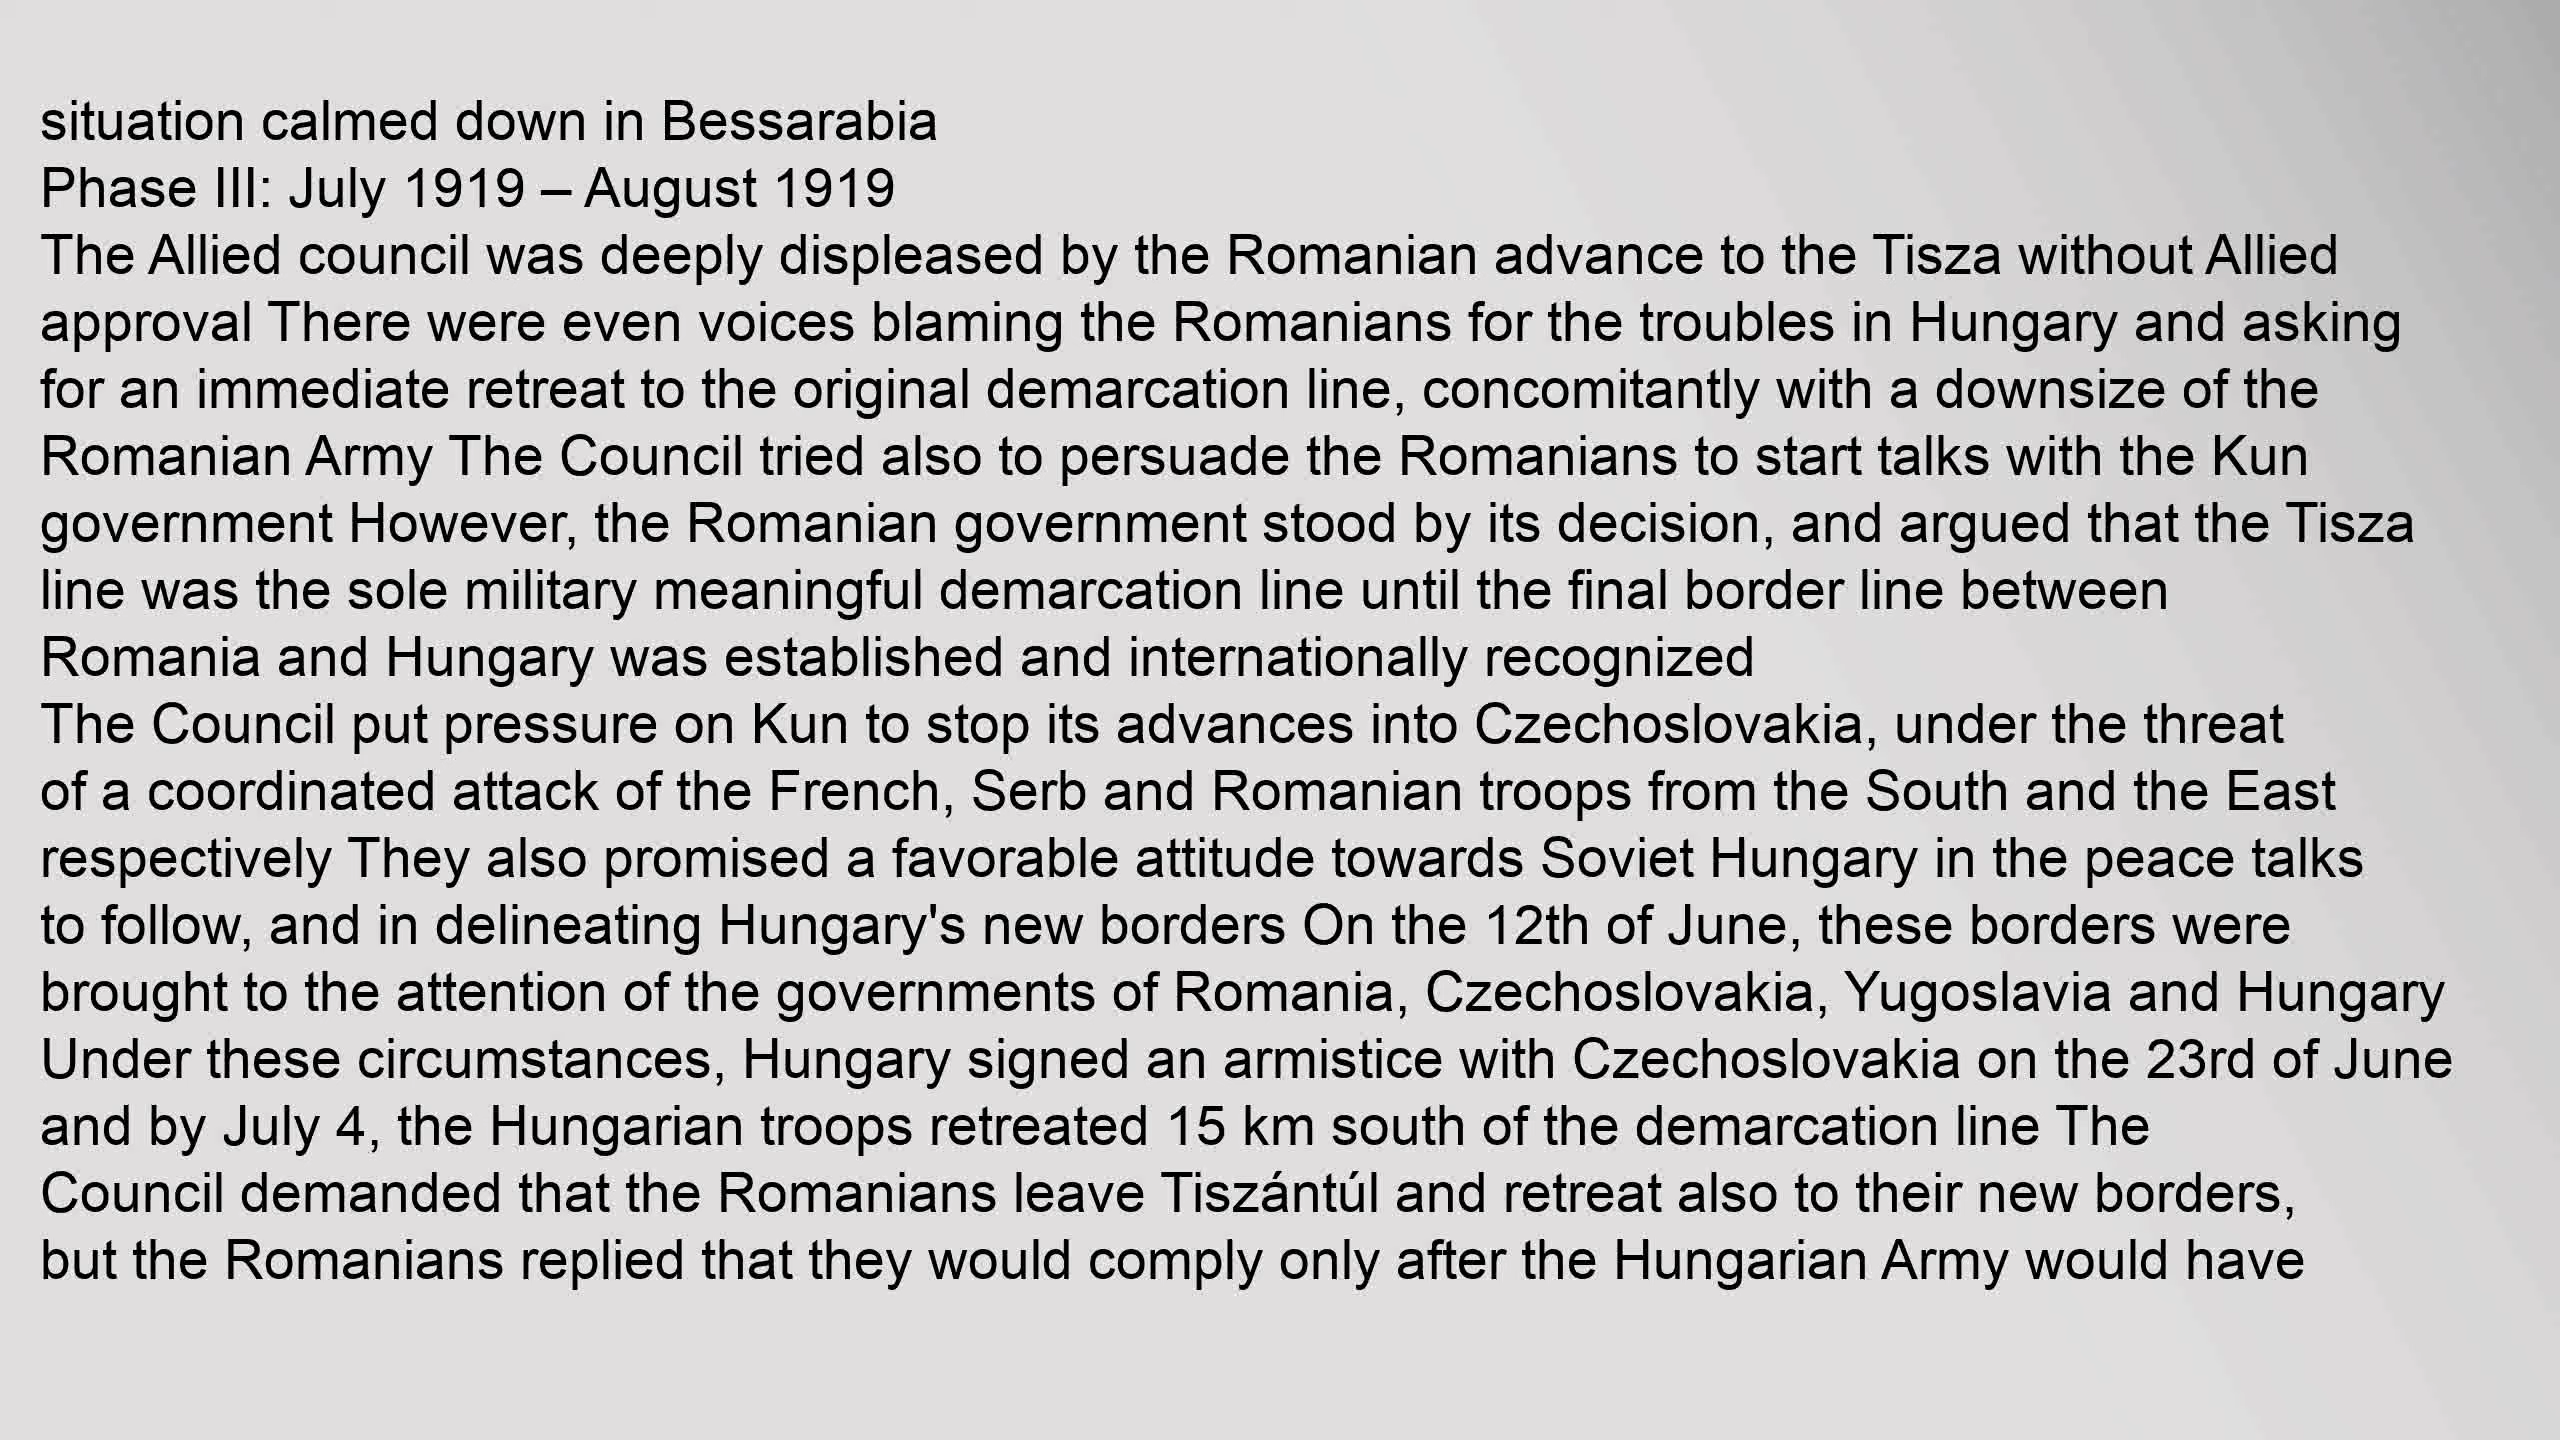 situation calmed down in Bessarabia
Phase III: July 1919 – August 1919
The Allied council was deeply displeased by the Romanian advance to the Tisza without Allied
approval There were even voices blaming the Romanians for the troubles in Hungary and asking
for an immediate retreat to the original demarcation line, concomitantly with a downsize of the
Romanian Army The Council tried also to persuade the Romanians to start talks with the Kun
government However, the Romanian government stood by its decision, and argued that the Tisza
line was the sole military meaningful demarcation line until the final border line between
Romania and Hungary was established and internationally recognized
The Council put pressure on Kun to stop its advances into Czechoslovakia, under the threat
of a coordinated attack of the French, Serb and Romanian troops from the South and the East
respectively They also promised a favorable attitude towards Soviet Hungary in the peace talks
to follow, and in delineating Hungary's new borders On the 12th of June, these borders were
brought to the attention of the governments of Romania, Czechoslovakia, Yugoslavia and Hungary
Under these circumstances, Hungary signed an armistice with Czechoslovakia on the 23rd of June
and by July 4, the Hungarian troops retreated 15 km south of the demarcation line The
Council demanded that the Romanians leave Tiszántúl and retreat also to their new borders,
but the Romanians replied that they would comply only after the Hungarian Army would have